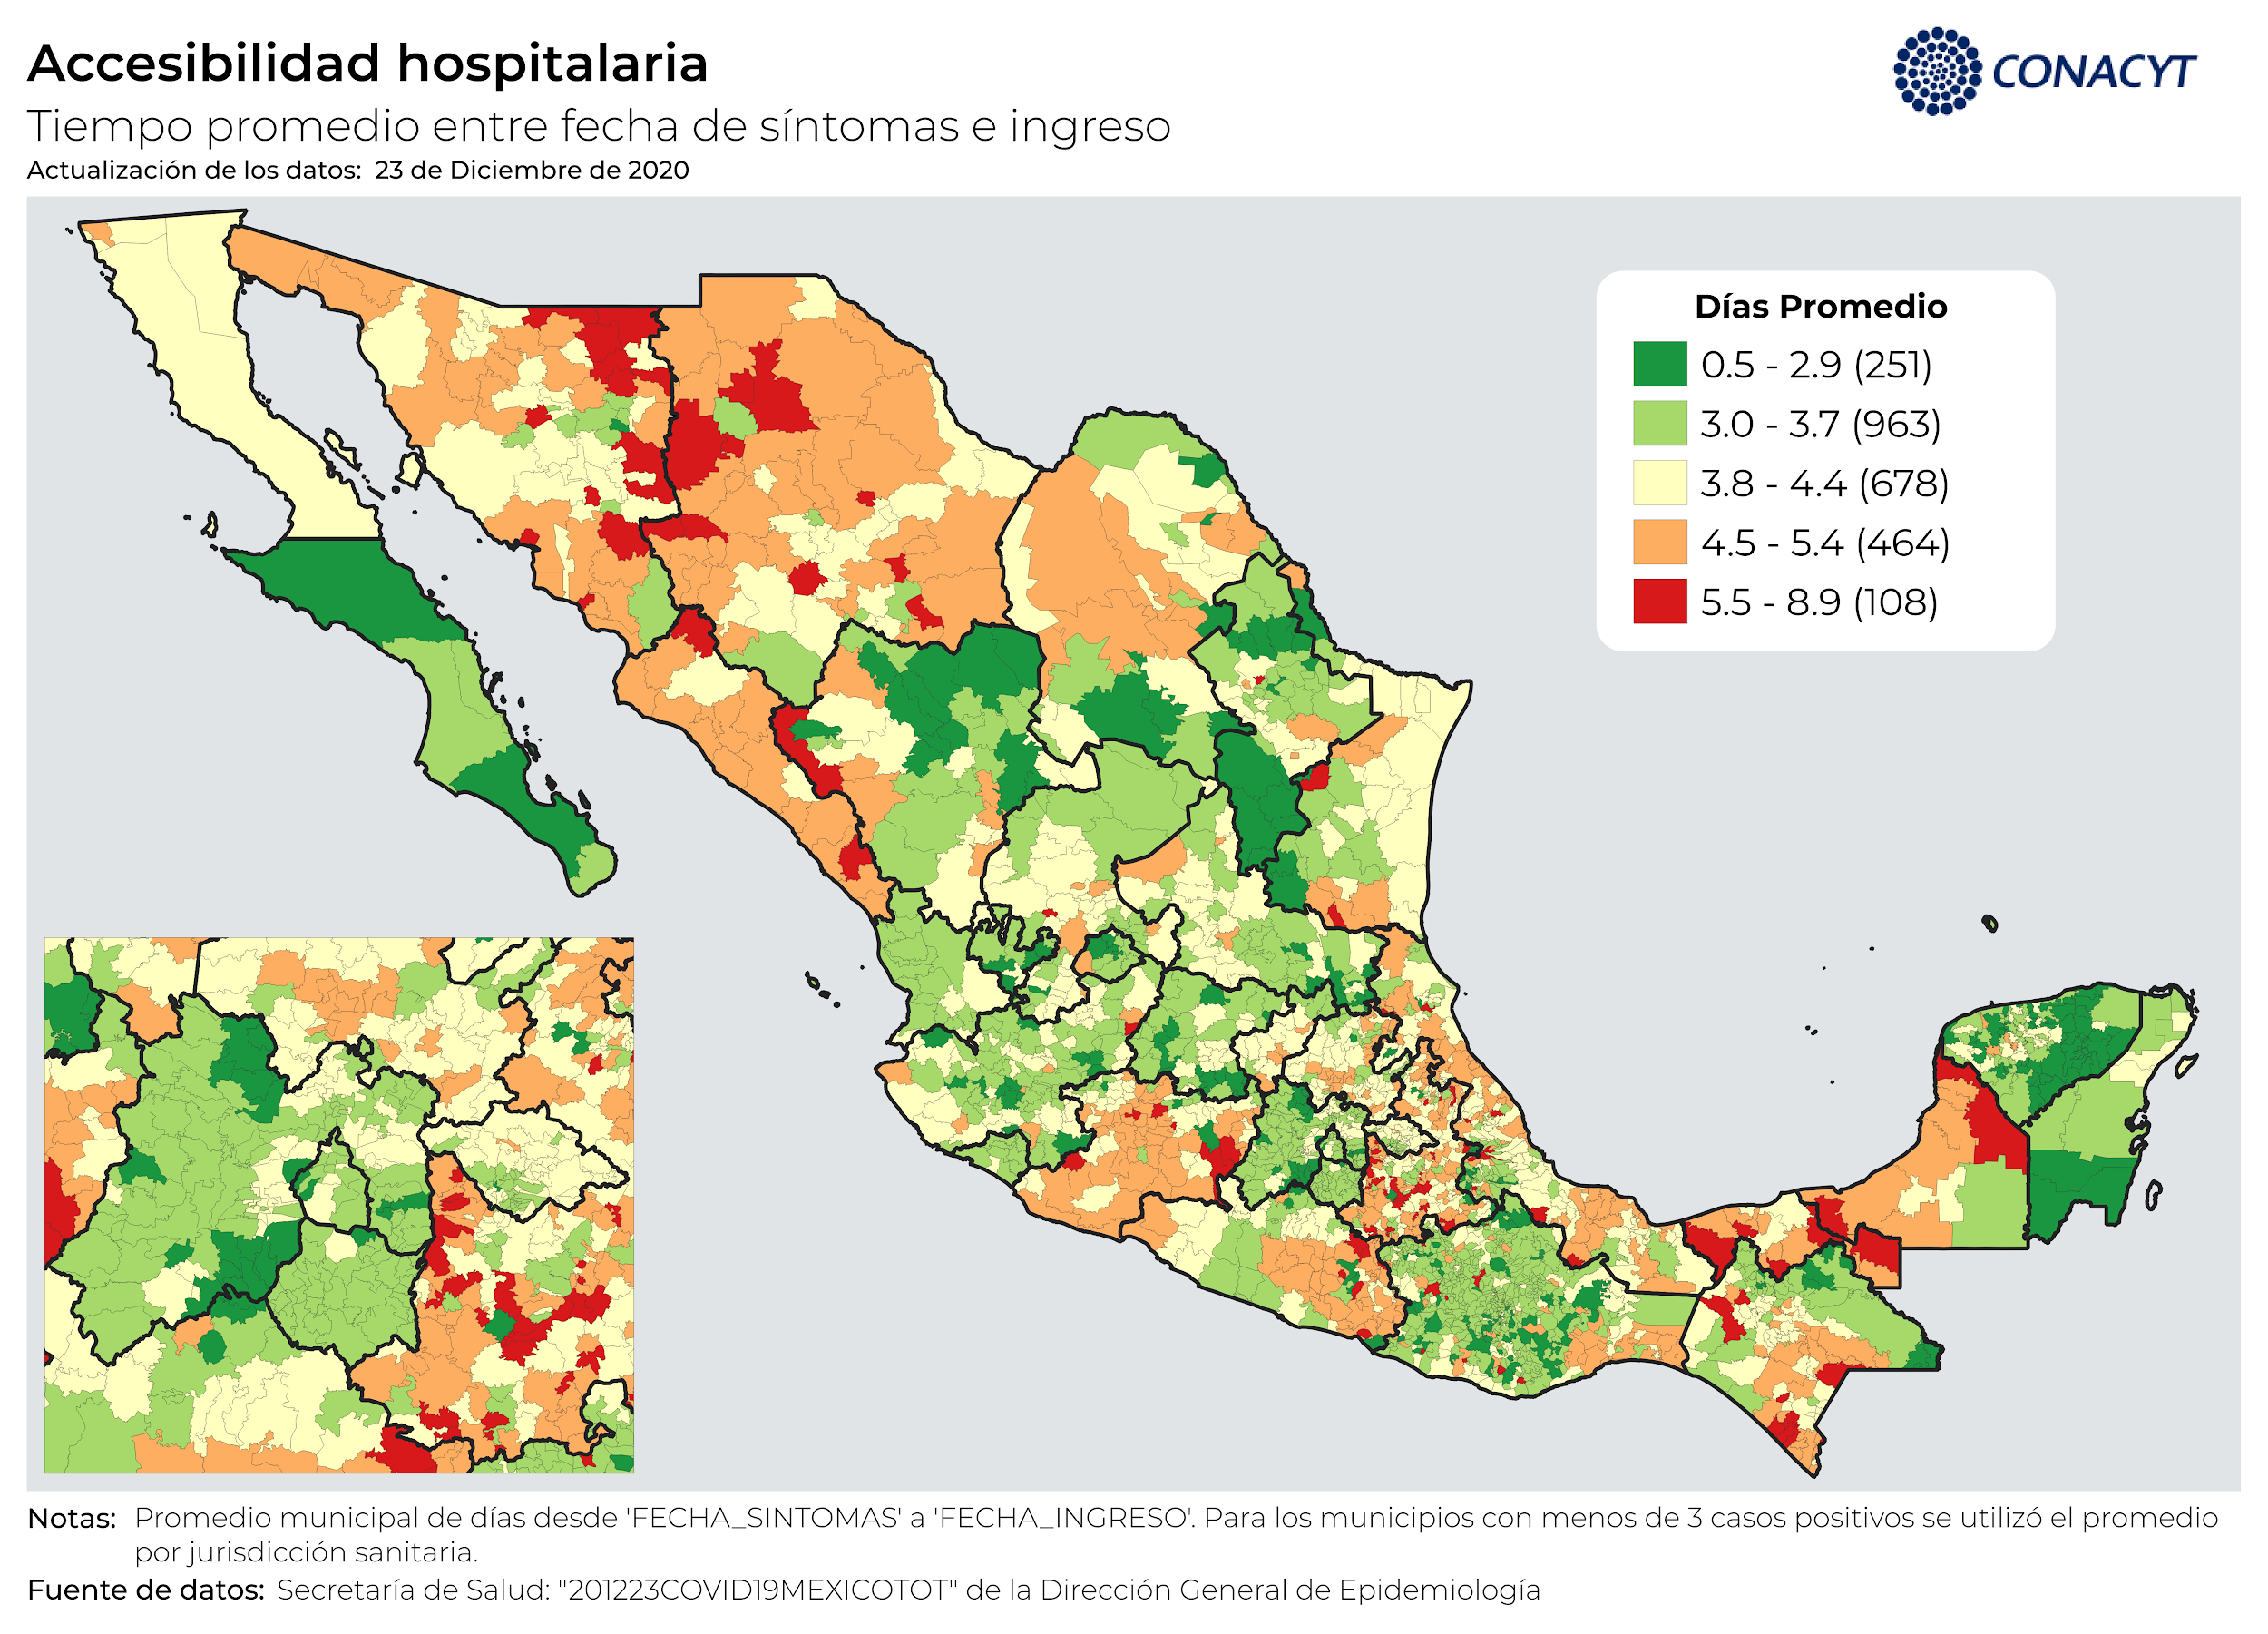 Accesibilidad hospitalaria
Tiempo promedio entre fecha de síntomas e ingreso
Actualización de los datos: 23 de Diciembre de 2020
CONACYT
Días Promedio
0.5 - 2.9 (251)
3.0 - 3.7 (963)
3.8 - 4.4 (678)
4.5 - 5.4 (464)
5.5 - 8.9 (108)
Notas: Promedio municipal de días desde 'FECHA_SINTOMAS' a 'FECHA_INGRESO'. Para los municipios con menos de 3 casos positivos se utilizó el promedio
por jurisdicción sanitaria.
Fuente de datos: Secretaría de Salud: "201223COVID19MEXICOTOT" de la Dirección General de Epidemiología